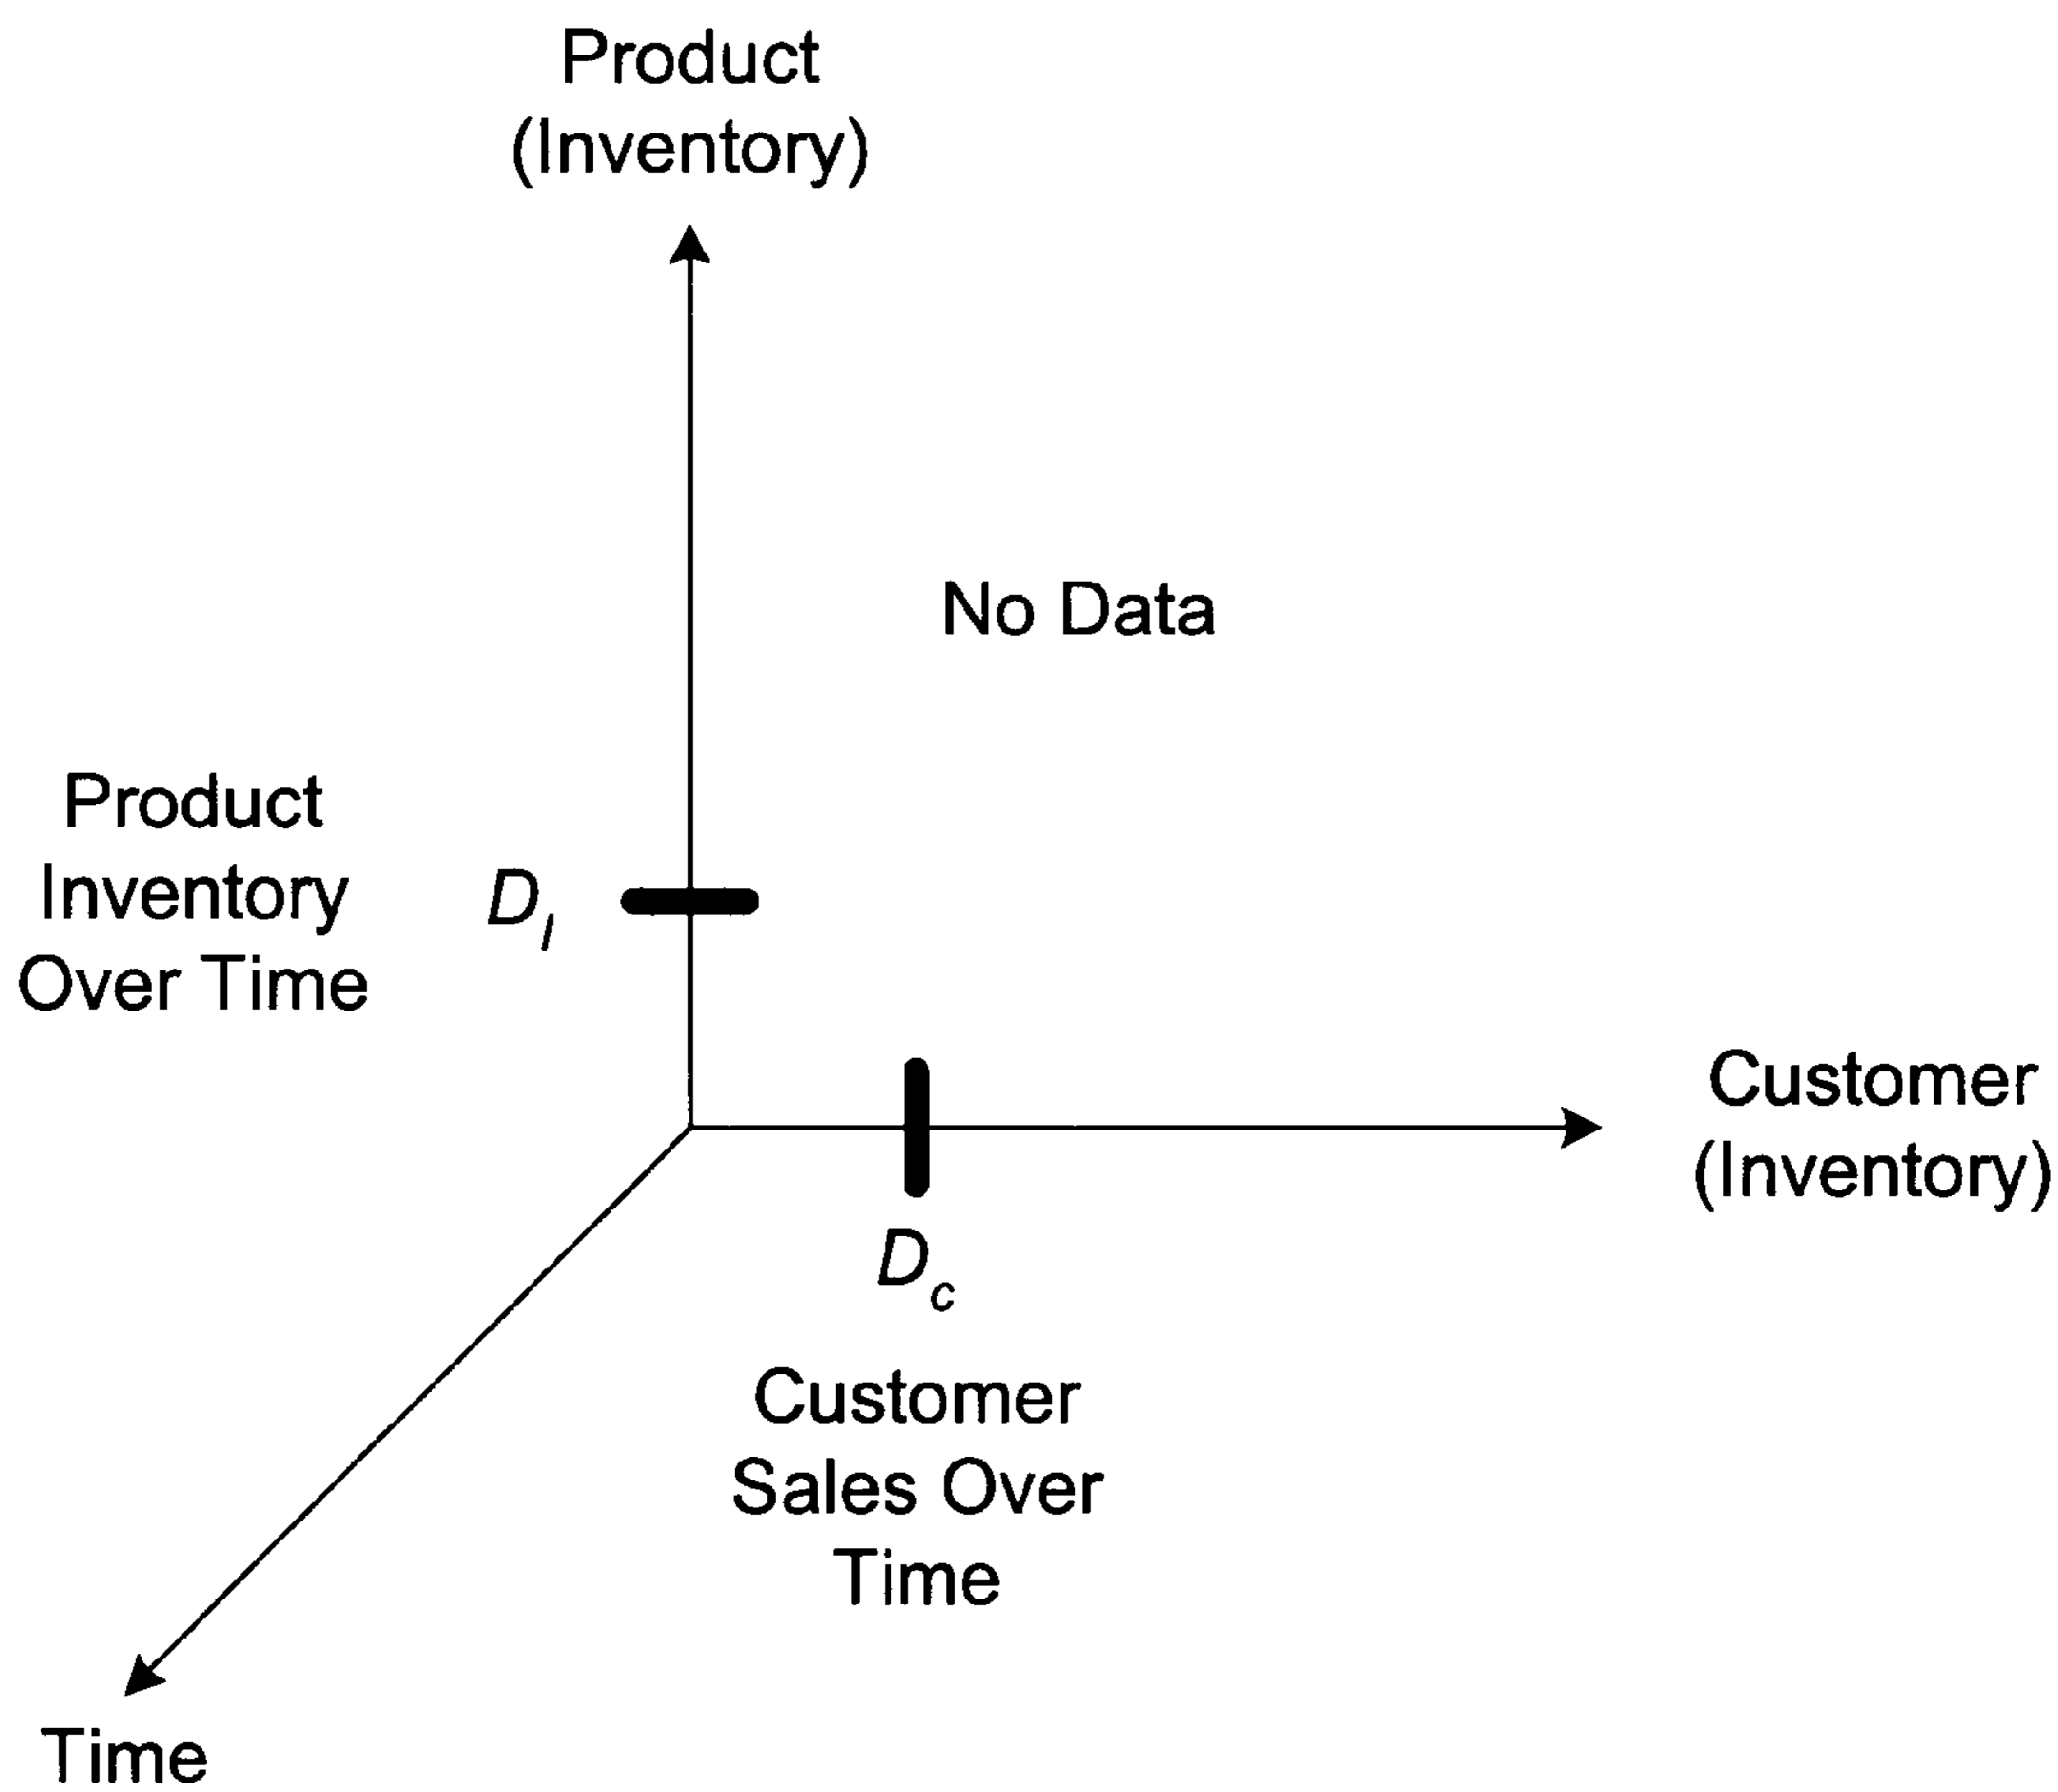 Product
(Inventory)
No Data
Product
Inventory
Over Time
D_I
Customer
(Inventory)
D_c
Customer
Sales Over
Time
Time